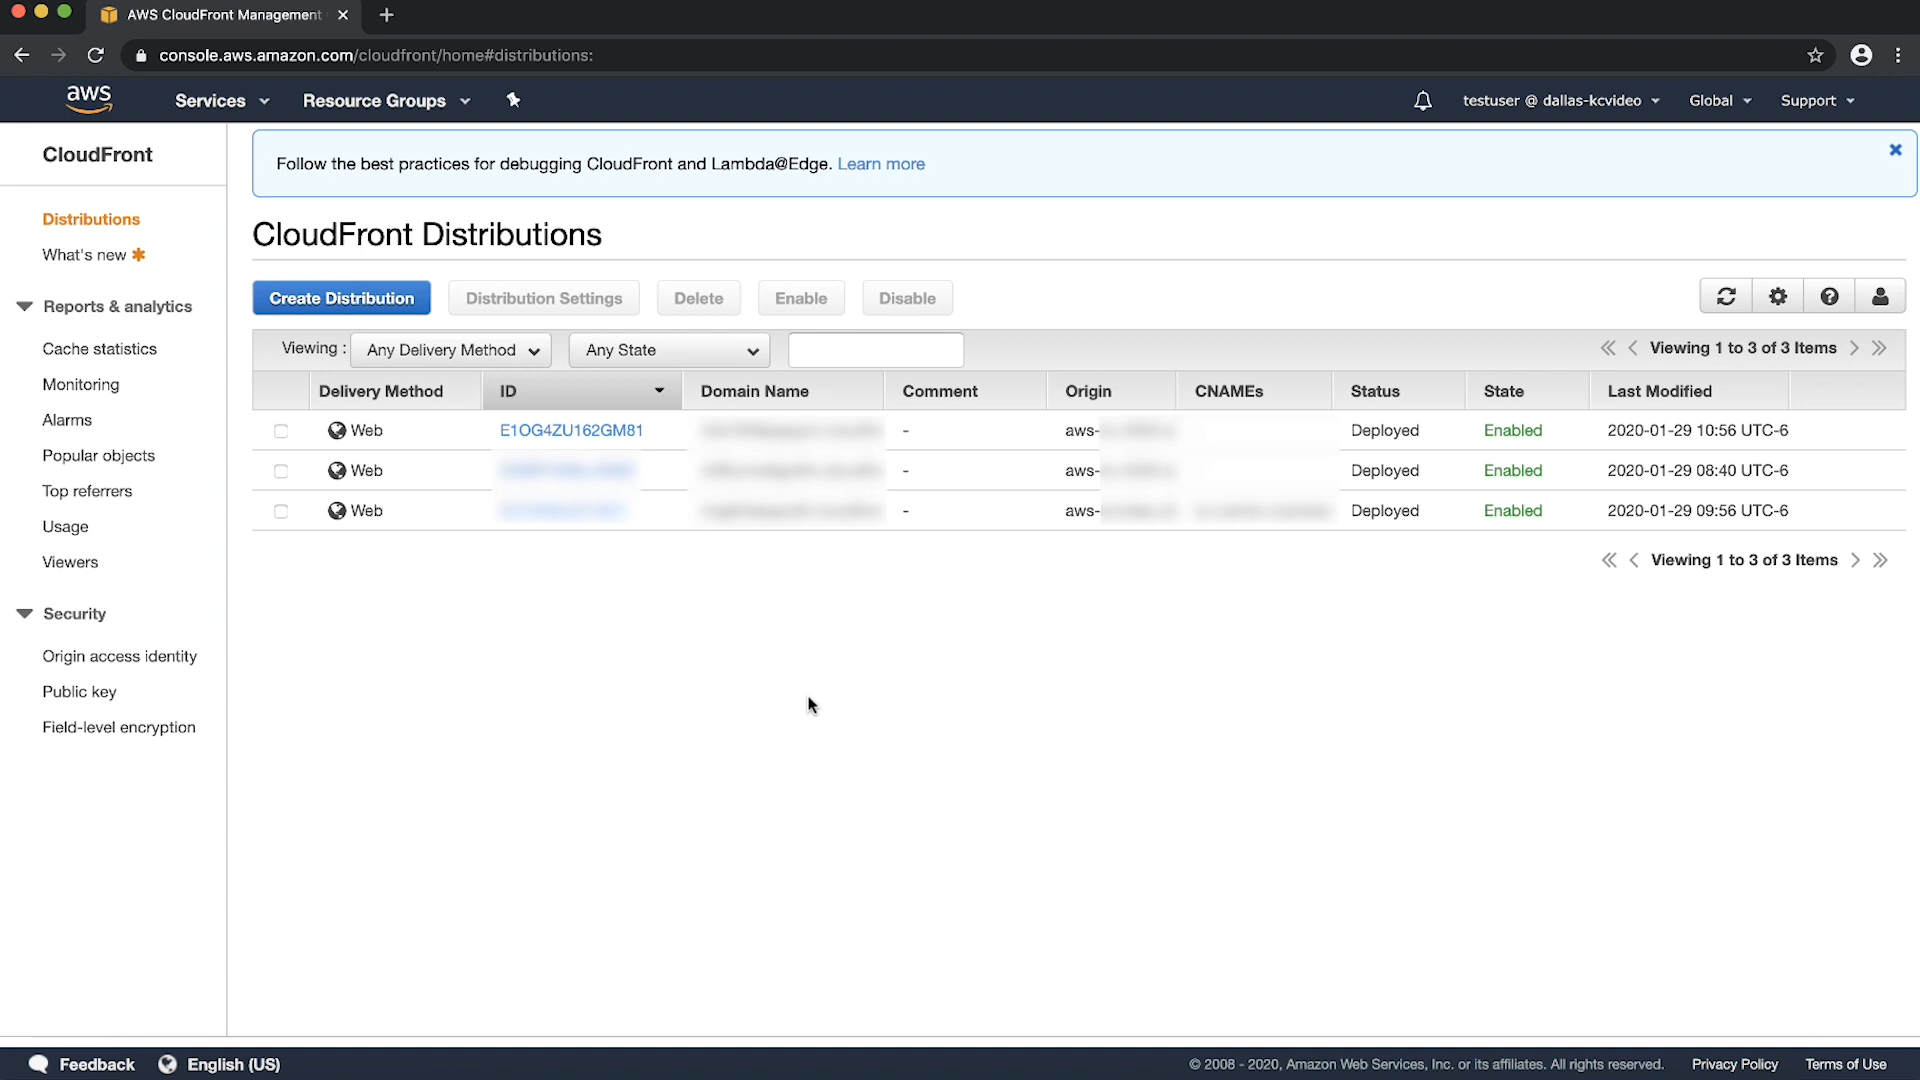 AWS CloudFront Management
console.aws.amazon.com/cloudfront/home#distributions:
aws Services Resource Groups testuser @ dallas-kcvideo Global Support
CloudFront
Distributions
What's new
Reports & analytics
Cache statistics
Monitoring
Alarms
Popular objects
Top referrers
Usage
Viewers
Security
Origin access identity
Public key
Field-level encryption
Follow the best practices for debugging CloudFront and Lambda@Edge. Learn more
CloudFront Distributions
Create Distribution Distribution Settings Delete Enable Disable
Viewing : Any Delivery Method Any State Viewing 1 to 3 of 3 Items
Delivery Method ID Domain Name Comment Origin CNAMEs Status State Last Modified
Web E1OG4ZU162GM81 - aws- Deployed Enabled 2020-01-29 10:56 UTC-6
Web - aws- Deployed Enabled 2020-01-29 08:40 UTC-6
Web - aws- Deployed Enabled 2020-01-29 09:56 UTC-6
Viewing 1 to 3 of 3 Items
Feedback English (US) © 2008 - 2020, Amazon Web Services, Inc. or its affiliates. All rights reserved. Privacy Policy Terms of Use